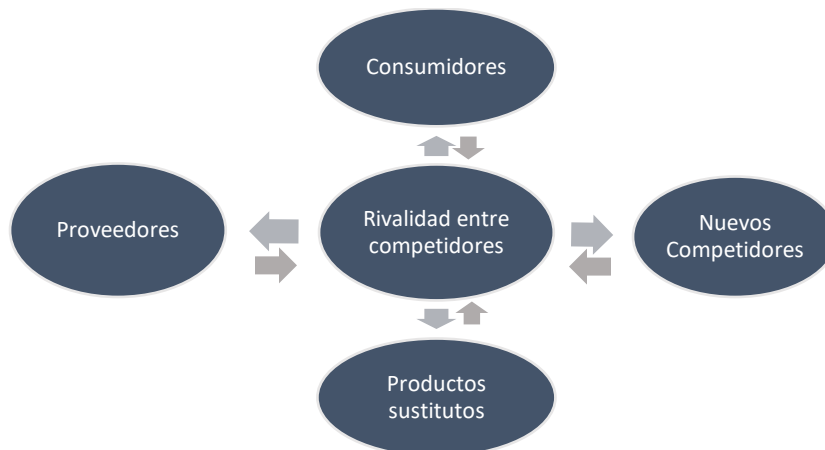 Consumidores
Proveedores
Rivalidad entre
competidores
Nuevos
Competidores
Productos
sustitutos